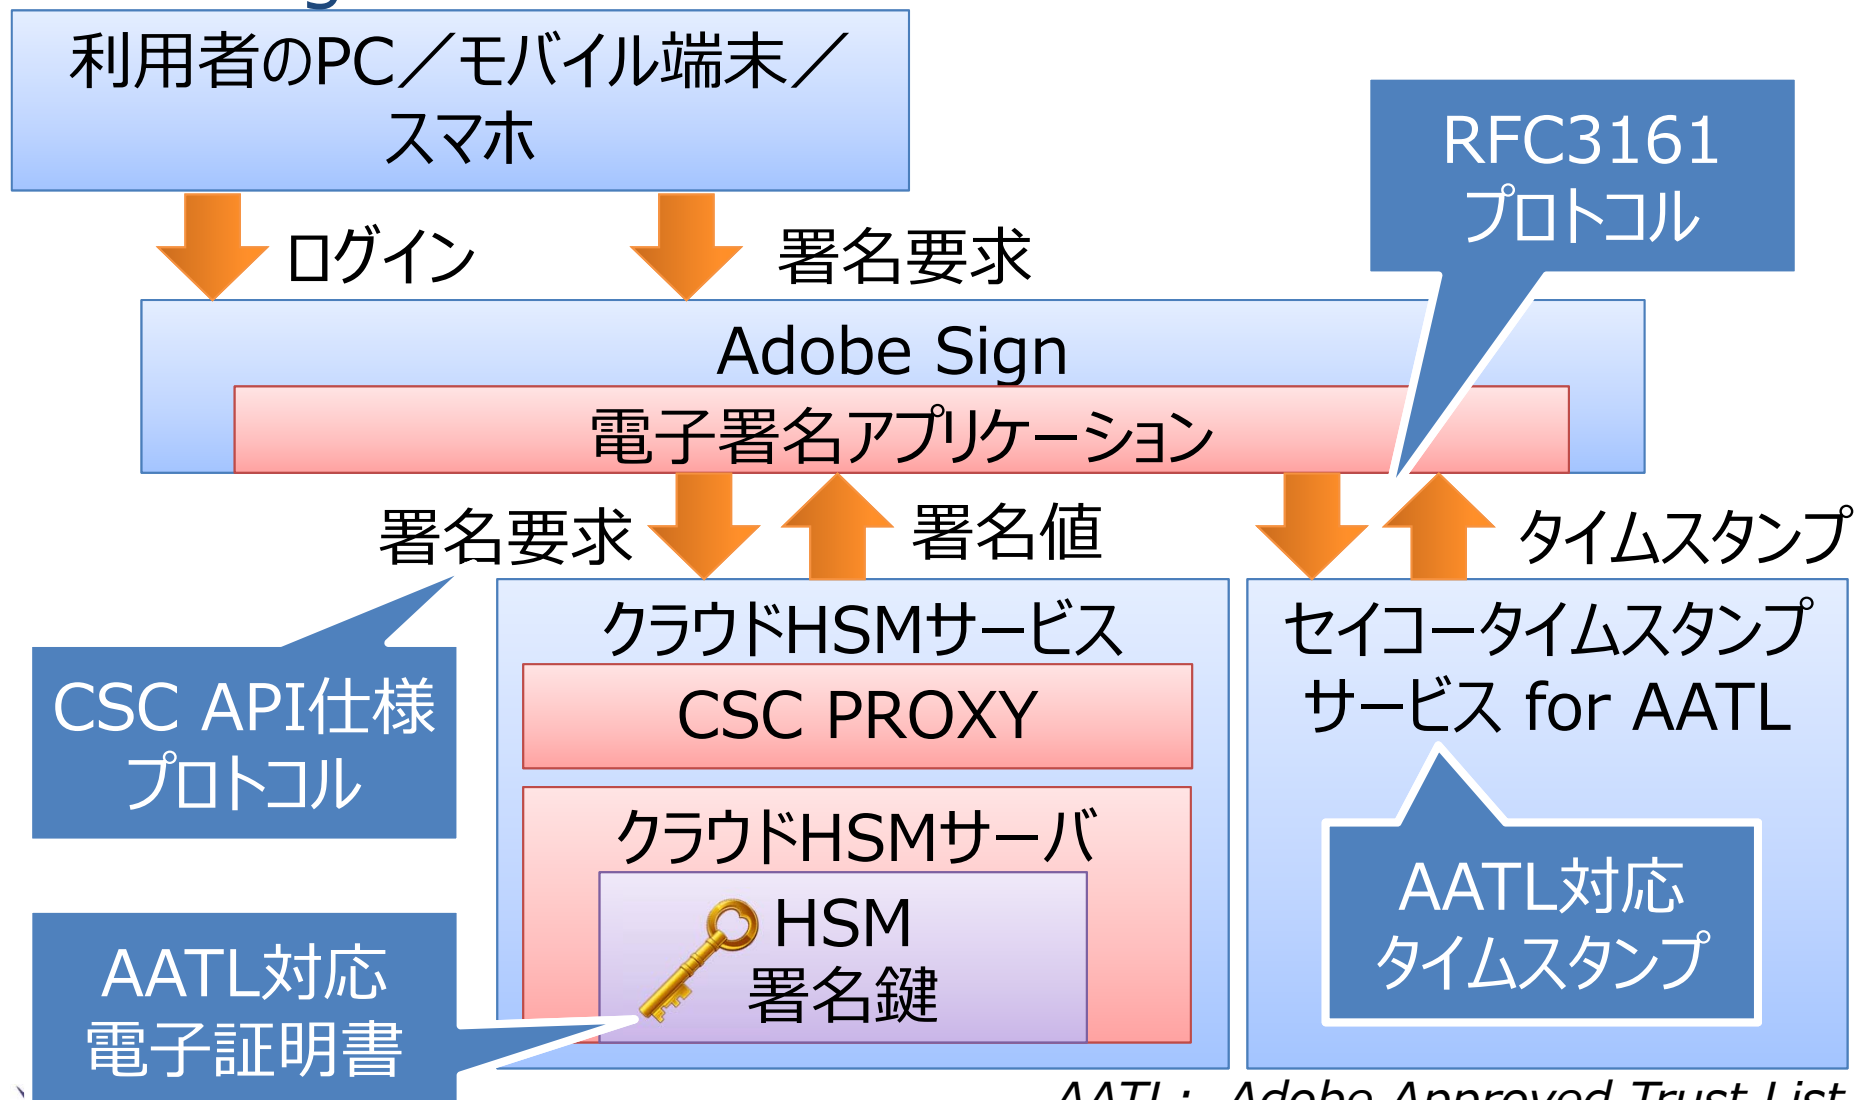 利用者のPC／モバイル端末／
スマホ
RFC3161
プロトコル
ログイン
署名要求
Adobe Sign
電子署名アプリケーション
署名要求
署名値
タイムスタンプ
クラウドHSMサービス
セイコータイムスタンプ
サービス for AATL
CSC PROXY
CSC API仕様
プロトコル
クラウドHSMサーバ
HSM
署名鍵
AATL対応
タイムスタンプ
AATL対応
電子証明書
AATL: Adobe Approved Trust List